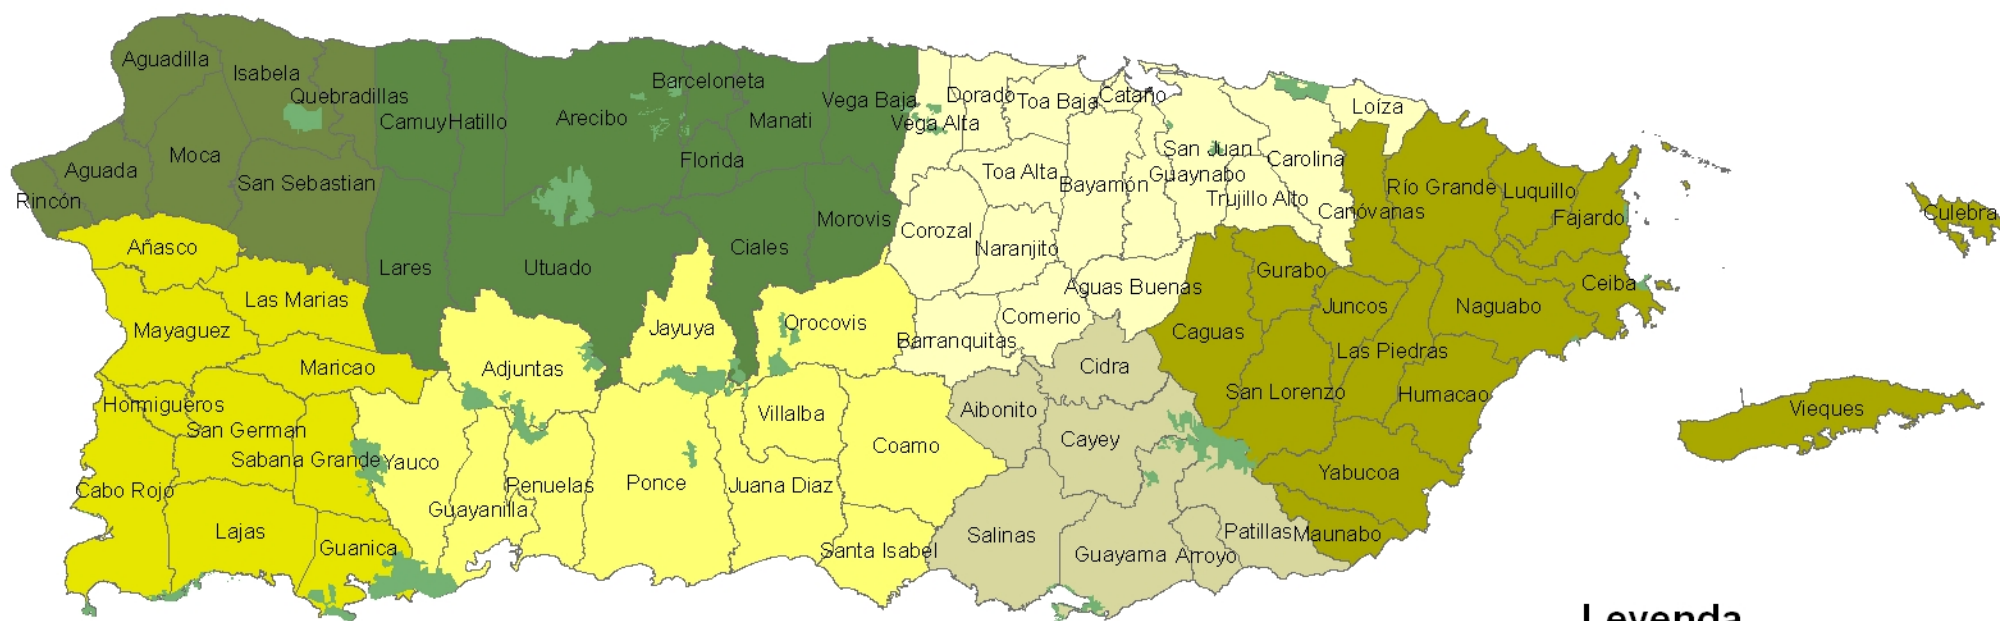 Aguadilla
Isabela
Quebradillas
Camuy
Hatillo
Arecibo
Barceloneta
Manati
Vega Baja
Vega Alta
Dorado
Toa Baja
Cataño
Loíza
Moca
Aguada
Rincón
San Sebastian
Florida
Toa Alta
Bayamón
San Juan
Guaynabo
Trujillo Alto
Carolina
Canóvanas
Río Grande
Luquillo
Fajardo
Culebra
Añasco
Lares
Utuado
Ciales
Morovis
Corozal
Naranjito
Aguas Buenas
Gurabo
Ceiba
Las Marias
Mayaguez
Jayuya
Orocovis
Comerio
Barranquitas
Caguas
Juncos
Naguabo
Las Piedras
Maricao
Adjuntas
Cidra
San Lorenzo
Humacao
Vieques
Hormigueros
San German
Villalba
Aibonito
Cayey
Coamo
Sabana Grande
Yauco
Cabo Rojo
Guayanilla
Penuelas
Ponce
Juana Diaz
Yabucoa
Lajas
Guanica
Santa Isabel
Salinas
Guayama
Arroyo
Patillas
Maunabo
Leyenda